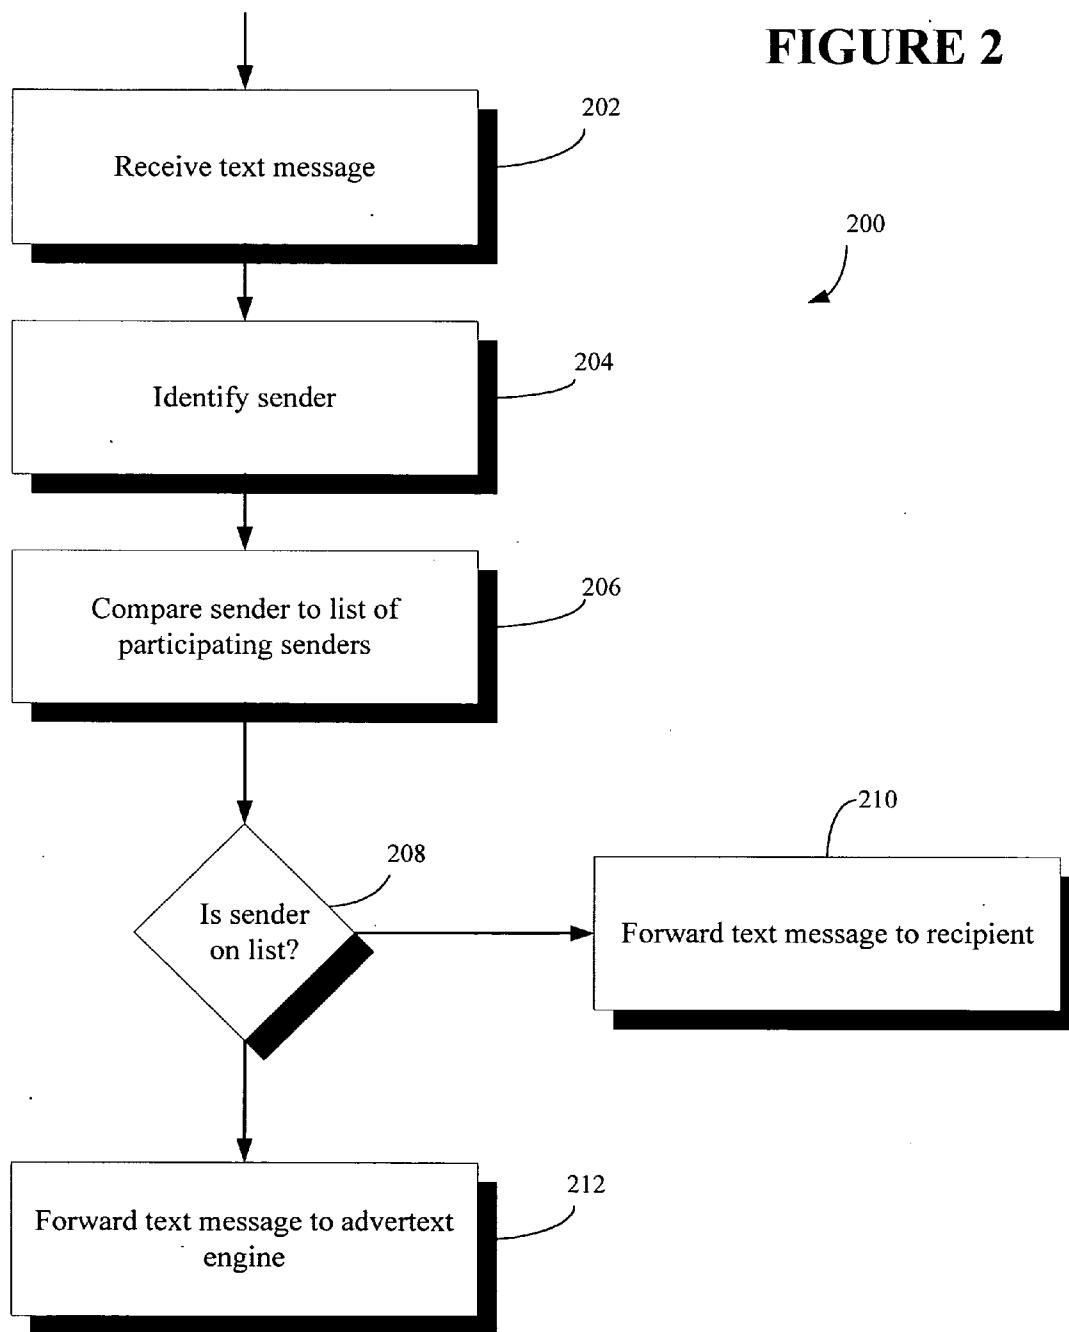 FIGURE 2
202
Receive text message
200
204
Identify sender
206
Compare sender to list of
participating senders
208
210
Is sender
on list?
Forward text message to recipient
212
Forward text message to advertext
engine